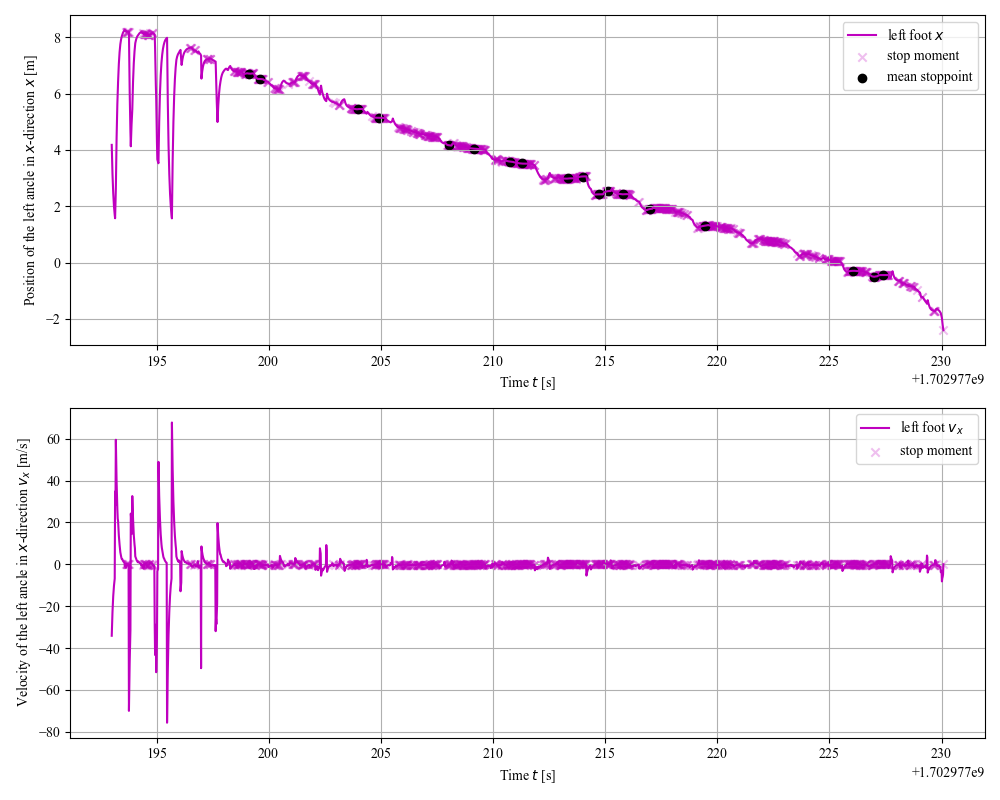 8
6
4
2
0
−2
Position of the left ancle in x-direction x [m]
left foot x
stop moment
mean stoppoint
195 200 205 210 215 220 225 230
Time t [s]
+1.702977e9
60
40
20
0
−20
−40
−60
−80
Velocity of the left angle in x-direction vₓ [m/s]
left foot vₓ
stop moment
195 200 205 210 215 220 225 230
Time t [s]
+1.702977e9